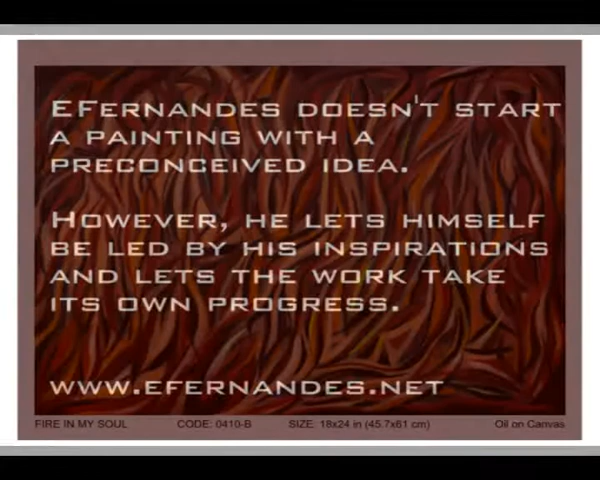 EFernandes doesn't start
a painting with a
preconceived idea.
However, he lets himself
be led by his inspirations
and lets the work take
its own progress.
www.efernandes.net
FIRE IN MY SOUL CODE: 0410-B SIZE: 18x24 in (45.7x61 cm) Oil on Canvas